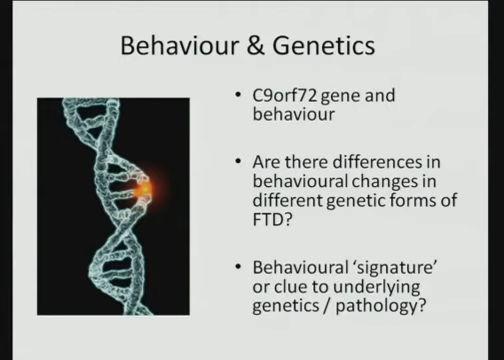 Behaviour & Genetics
• C9orf72 gene and
behaviour
• Are there differences in
behavioural changes in
different genetic forms of
FTD?
• Behavioural ‘signature’
or clue to underlying
genetics / pathology?